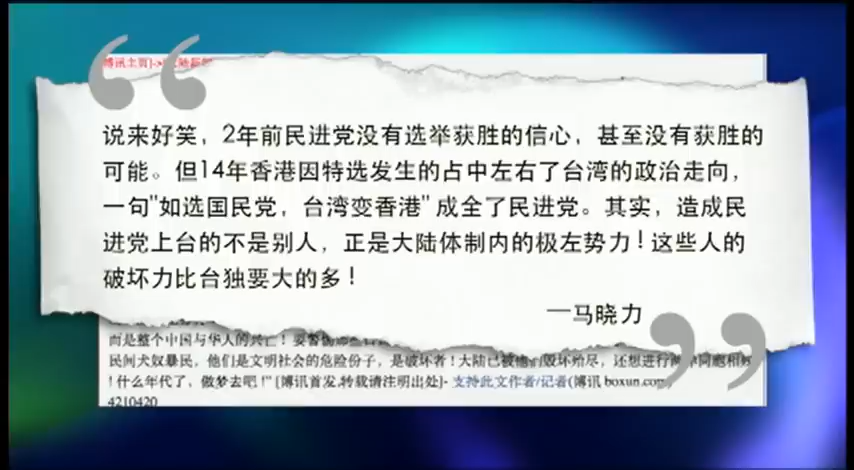 博讯主页]->
说来好笑，2年前民进党没有选举获胜的信心，甚至没有获胜的
可能。但14年香港因特选发生的占中左右了台湾的政治走向，
一句"如选国民党，台湾变香港" 成全了民进党。其实，造成民
进党上台的不是别人，正是大陆体制内的极左势力！这些人的
破坏力比台独要大的多！
—马晓力
而是整个中国与华人的共亡！要警惕
民间犬奴暴民，他们是文明社会的危险份子，是破坏者！大陆已被他们毁坏殆尽，还想进行
！什么年代了，做梦去吧！" [博讯首发,转载请注明出处]- 支持此文作者/记者(博讯 boxun.com
4210420